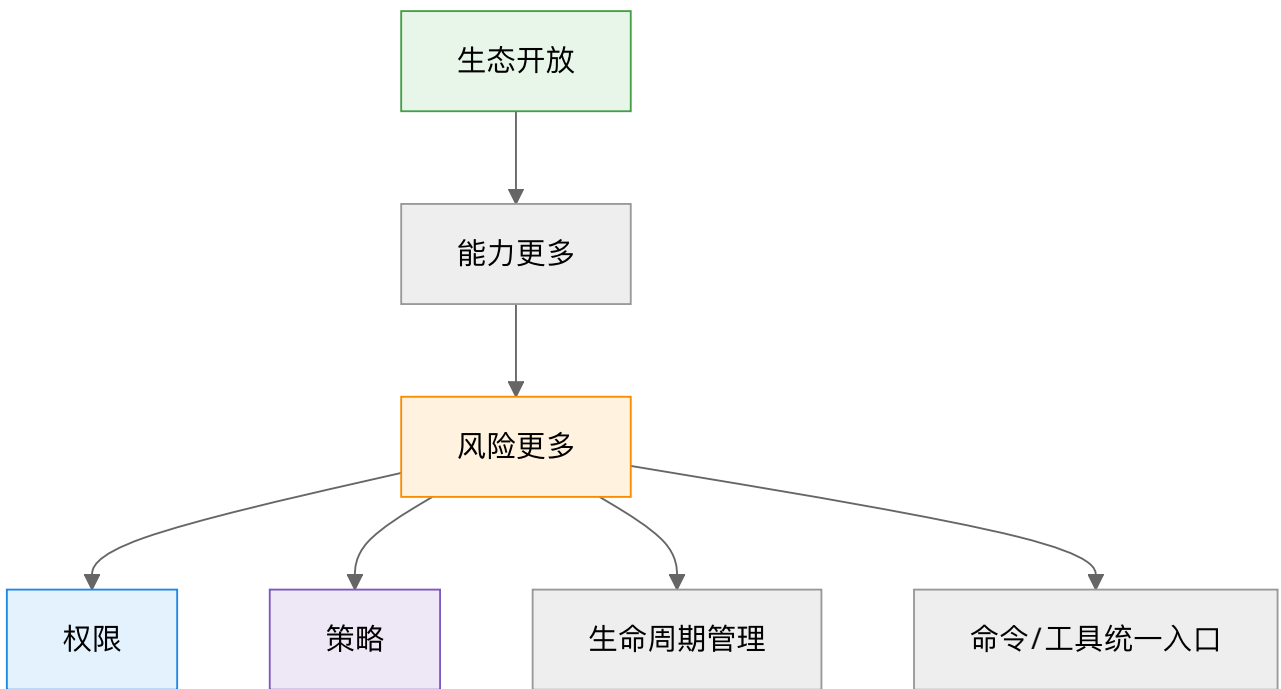 生态开放
能力更多
风险更多
权限
策略
生命周期管理
命令/工具统一入口